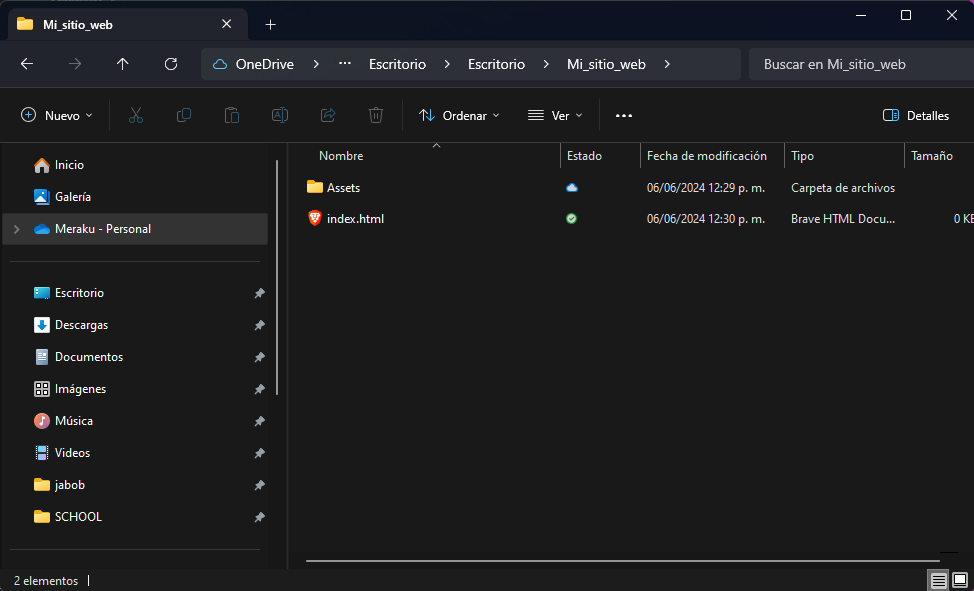 Mi_sitio_web
OneDrive > ··· Escritorio > Escritorio > Mi_sitio_web > Buscar en Mi_sitio_web
Nuevo Ordenar Ver ··· Detalles
Nombre Estado Fecha de modificación Tipo Tamaño
Assets 06/06/2024 12:29 p. m. Carpeta de archivos
index.html 06/06/2024 12:30 p. m. Brave HTML Docu... 0 KB
Inicio
Galería
Meraku - Personal
Escritorio
Descargas
Documentos
Imágenes
Música
Videos
jabob
SCHOOL
2 elementos